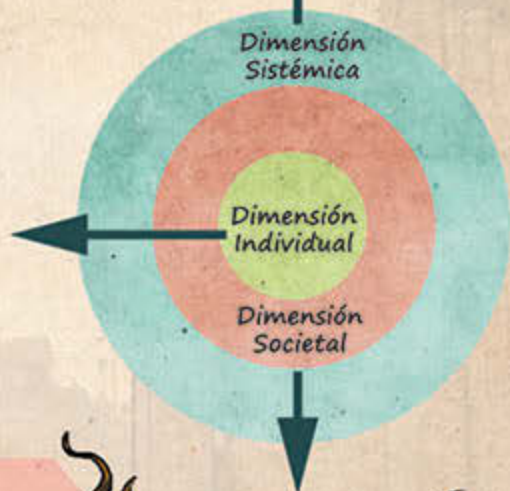 Dimensión
Sistémica
Dimensión
Individual
Dimensión
Societal